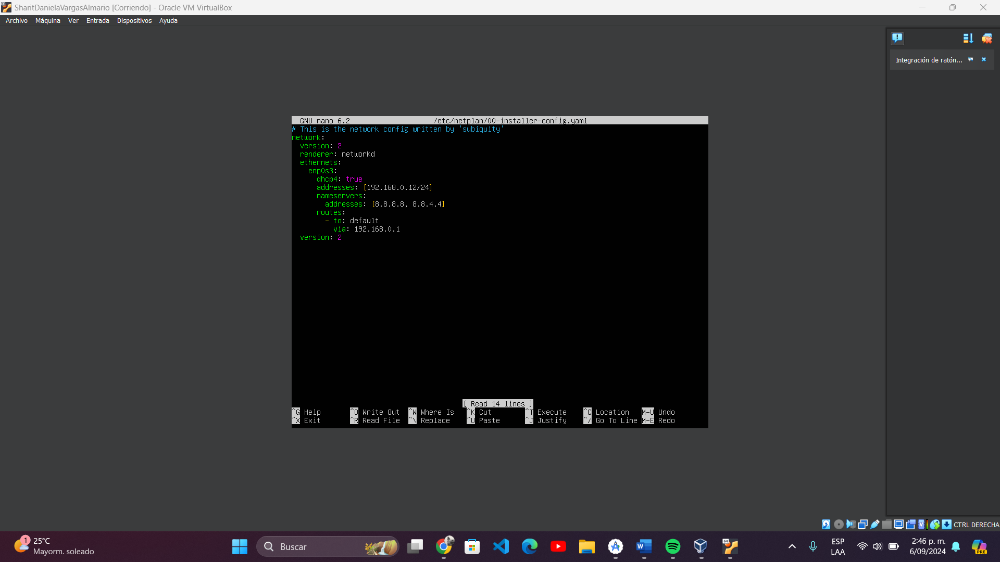 SharitDanielaVargasAlmario [Corriendo] - Oracle VM VirtualBox
Archivo Máquina Ver Entrada Dispositivos Ayuda
Integración de ratón...
GNU nano 6.2 /etc/netplan/00-installer-config.yaml
# This is the network config written by 'subiquity'
network:
  version: 2
  renderer: networkd
  ethernets:
    enp0s3:
      dhcp4: true
      addresses: [192.168.0.12/24]
      nameservers:
        addresses: [8.8.8.8, 8.8.4.4]
      routes:
        - to: default
          via: 192.168.0.1
  version: 2
[ Read 14 lines ]
^G Help ^O Write Out ^W Where Is ^K Cut ^T Execute ^C Location M-U Undo
^X Exit ^R Read File ^\ Replace ^U Paste ^J Justify ^/ Go To Line M-E Redo
CTRL DERECHA
1
25°C
Mayorm. soleado
Buscar
64
ESP
LAA
2:46 p. m.
6/09/2024
PRE